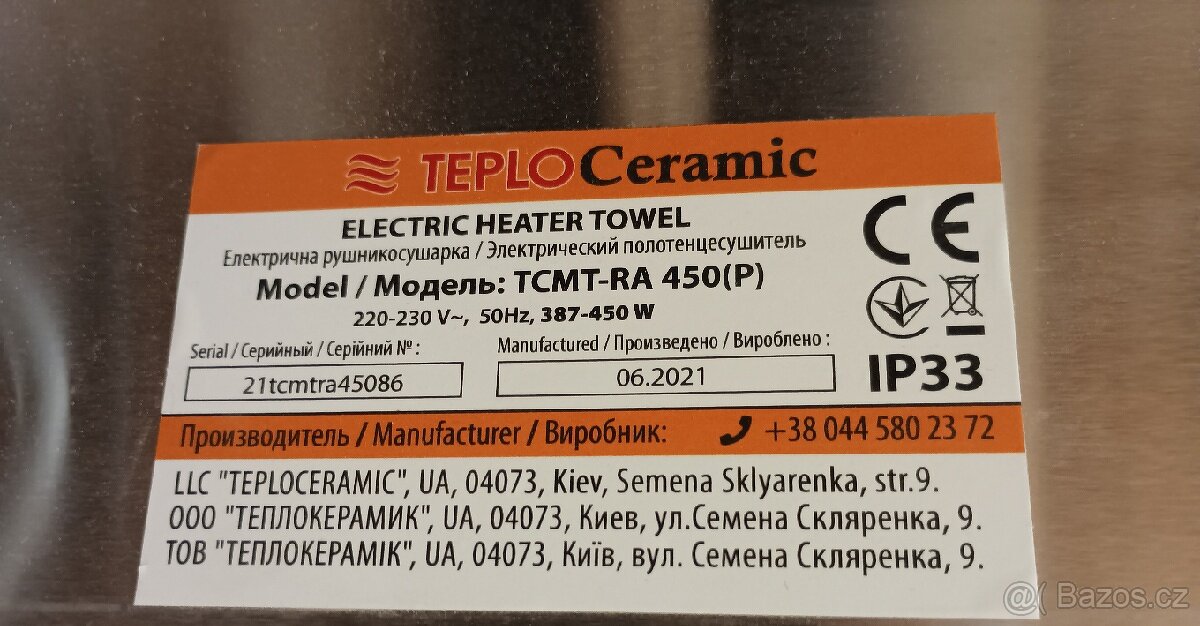 TEPLOCeramic
ELECTRIC HEATER TOWEL
Електрична рушникосушарка / Электрический полотенцесушитель
Model / Модель: TCMT-RA 450(P)
220-230 V~, 50Hz, 387-450 W
Serial / Серийный / Серійний №:
21tcmtra45086
Manufactured / Произведено / Вироблено:
06.2021
CE
IP33
Производитель / Manufacturer / Виробник:
+38 044 580 23 72
LLC "TEPLOCERAMIC", UA, 04073, Kiev, Semena Sklyarenka, str.9.
ООО "ТЕПЛОКЕРАМИК", UA, 04073, Киев, ул.Семена Скляренка, 9.
ТОВ "ТЕПЛОКЕРАМІК", UA, 04073, Київ, вул. Семена Скляренка, 9.
@( Bazos.cz